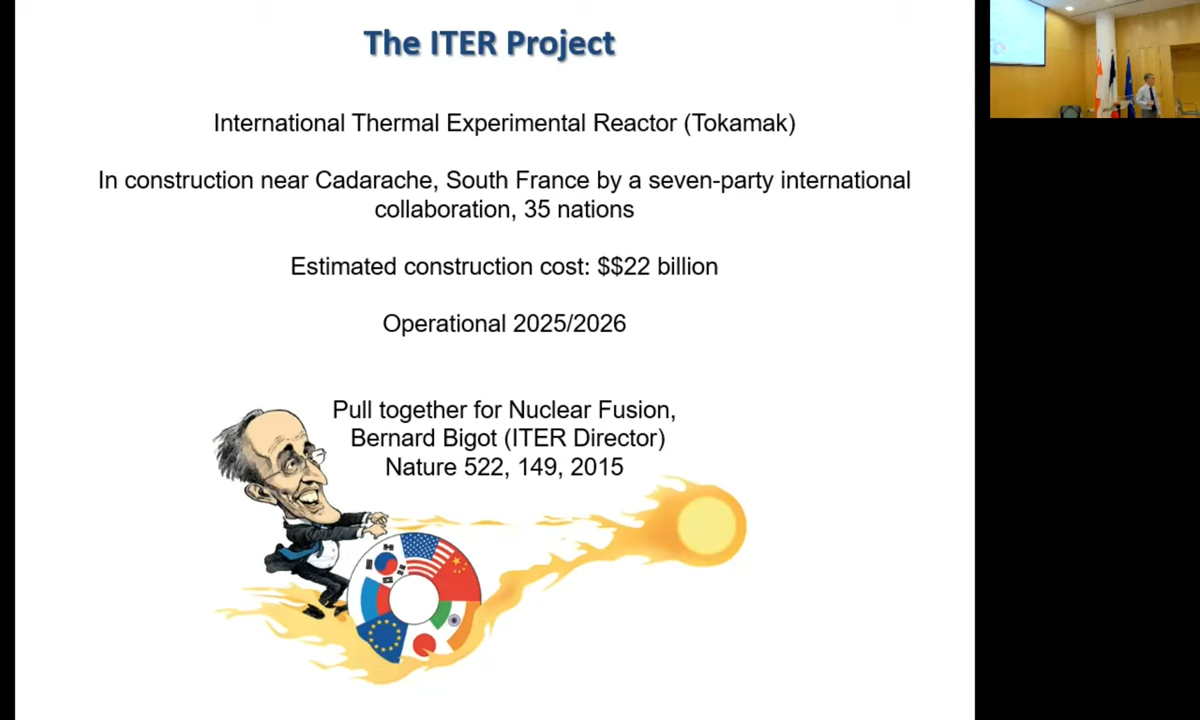 The ITER Project
International Thermal Experimental Reactor (Tokamak)
In construction near Cadarache, South France by a seven-party international
collaboration, 35 nations
Estimated construction cost: $$22 billion
Operational 2025/2026
Pull together for Nuclear Fusion,
Bernard Bigot (ITER Director)
Nature 522, 149, 2015